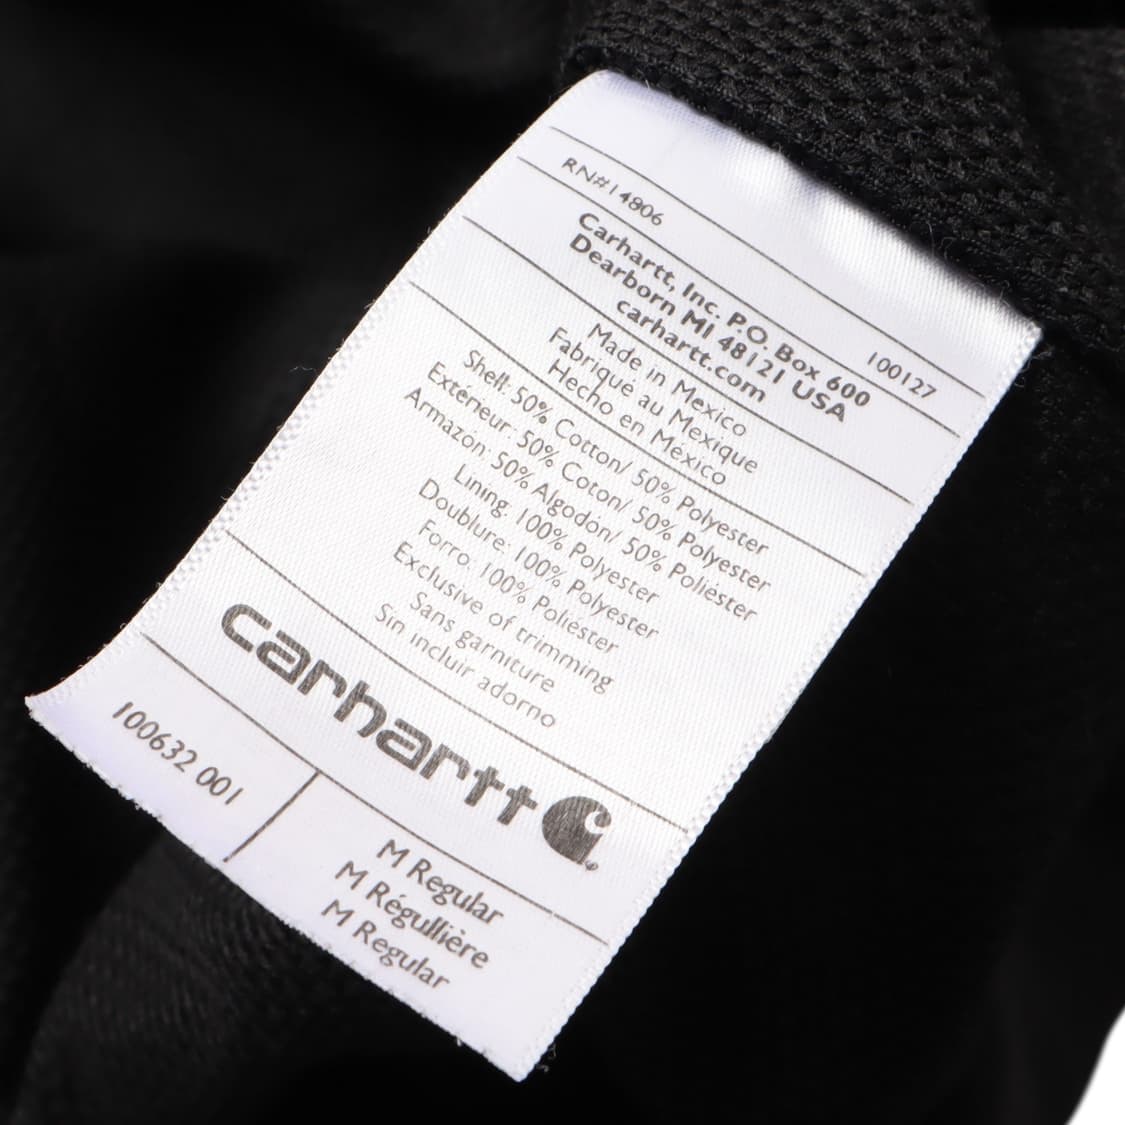 RN#14806 100127
Carhartt, Inc. P.O. Box 600
Dearborn MI 48121 USA
carhartt.com
Made in Mexico
Fabriqué au Mexique
Hecho en México
Shell: 50% Cotton/ 50% Polyester
Extérieur: 50% Coton/ 50% Polyester
Armazón: 50% Algodón/ 50% Poliéster
Lining: 100% Polyester
Doublure: 100% Polyester
Forro: 100% Poliéster
Exclusive of trimming
Sans garniture
Sin incluir adorno
carhartt
100632 001
M Regular
M Régullière
M Regular